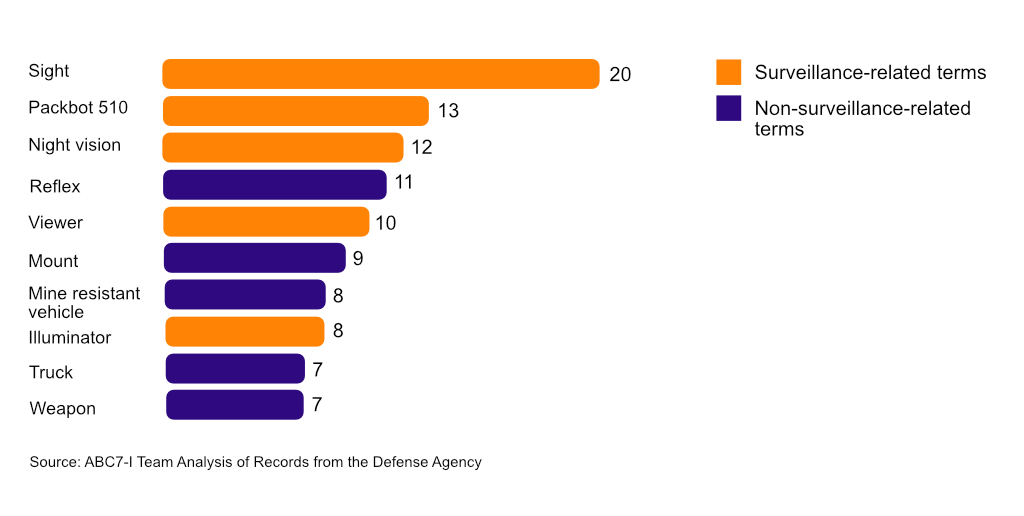 Sight 20
Surveillance-related terms
Packbot 510 13
Non-surveillance-related
terms
Night vision 12
Reflex 11
Viewer 10
Mount 9
Mine resistant
vehicle 8
Illuminator 8
Truck 7
Weapon 7
Source: ABC7-I Team Analysis of Records from the Defense Agency